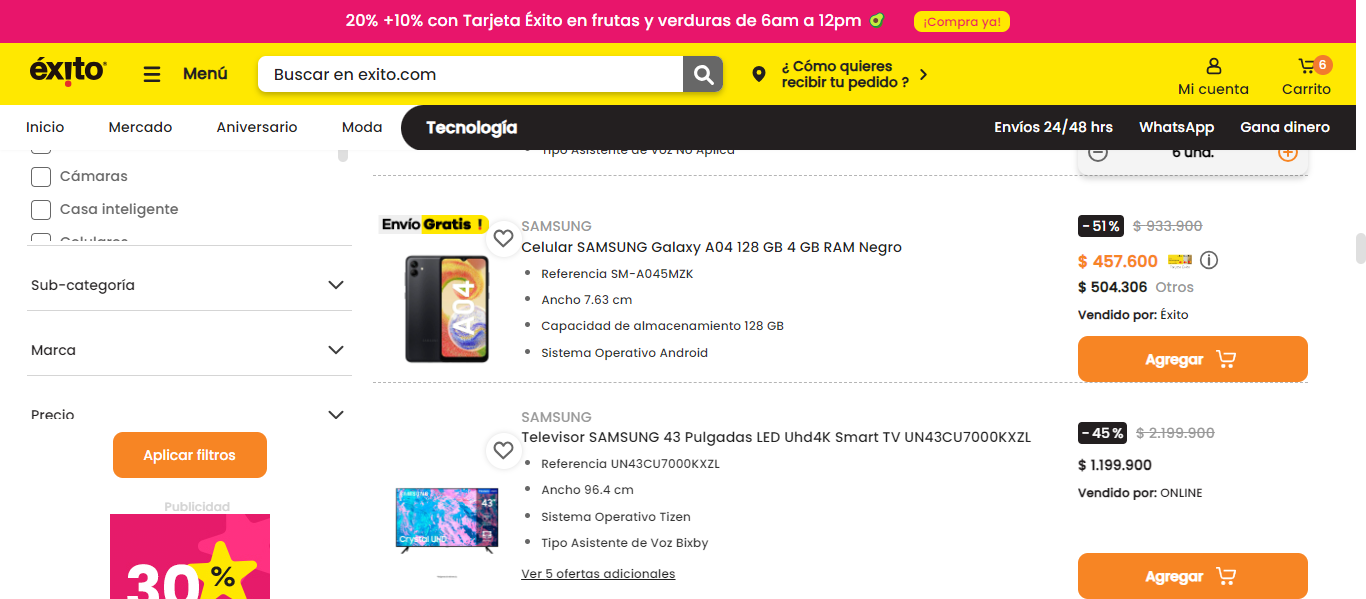 20% +10% con Tarjeta Éxito en frutas y verduras de 6am a 12pm ¡Compra ya!
éxito
Menú
Buscar en exito.com
¿ Cómo quieres
recibir tu pedido ?
Mi cuenta
6
Carrito
Inicio Mercado Aniversario Moda Tecnología Envíos 24/48 hrs WhatsApp Gana dinero
Cámaras
Casa inteligente
Celulares
Sub-categoría
Marca
Precio
Aplicar filtros
Publicidad
30%
Tipo Asistente de Voz No Aplica
6 und.
Envío Gratis !
A04
SAMSUNG
Celular SAMSUNG Galaxy A04 128 GB 4 GB RAM Negro
Referencia SM-A045MZK
Ancho 7.63 cm
Capacidad de almacenamiento 128 GB
Sistema Operativo Android
- 51 % $ 933.900
$ 457.600
$ 504.306 Otros
Vendido por: Éxito
Agregar
SAMSUNG
Televisor SAMSUNG 43 Pulgadas LED Uhd4K Smart TV UN43CU7000KXZL
Referencia UN43CU7000KXZL
Ancho 96.4 cm
Sistema Operativo Tizen
Tipo Asistente de Voz Bixby
Ver 5 ofertas adicionales
SAMSUNG
43"
Crystal UHD
- 45 % $ 2.199.900
$ 1.199.900
Vendido por: ONLINE
Agregar